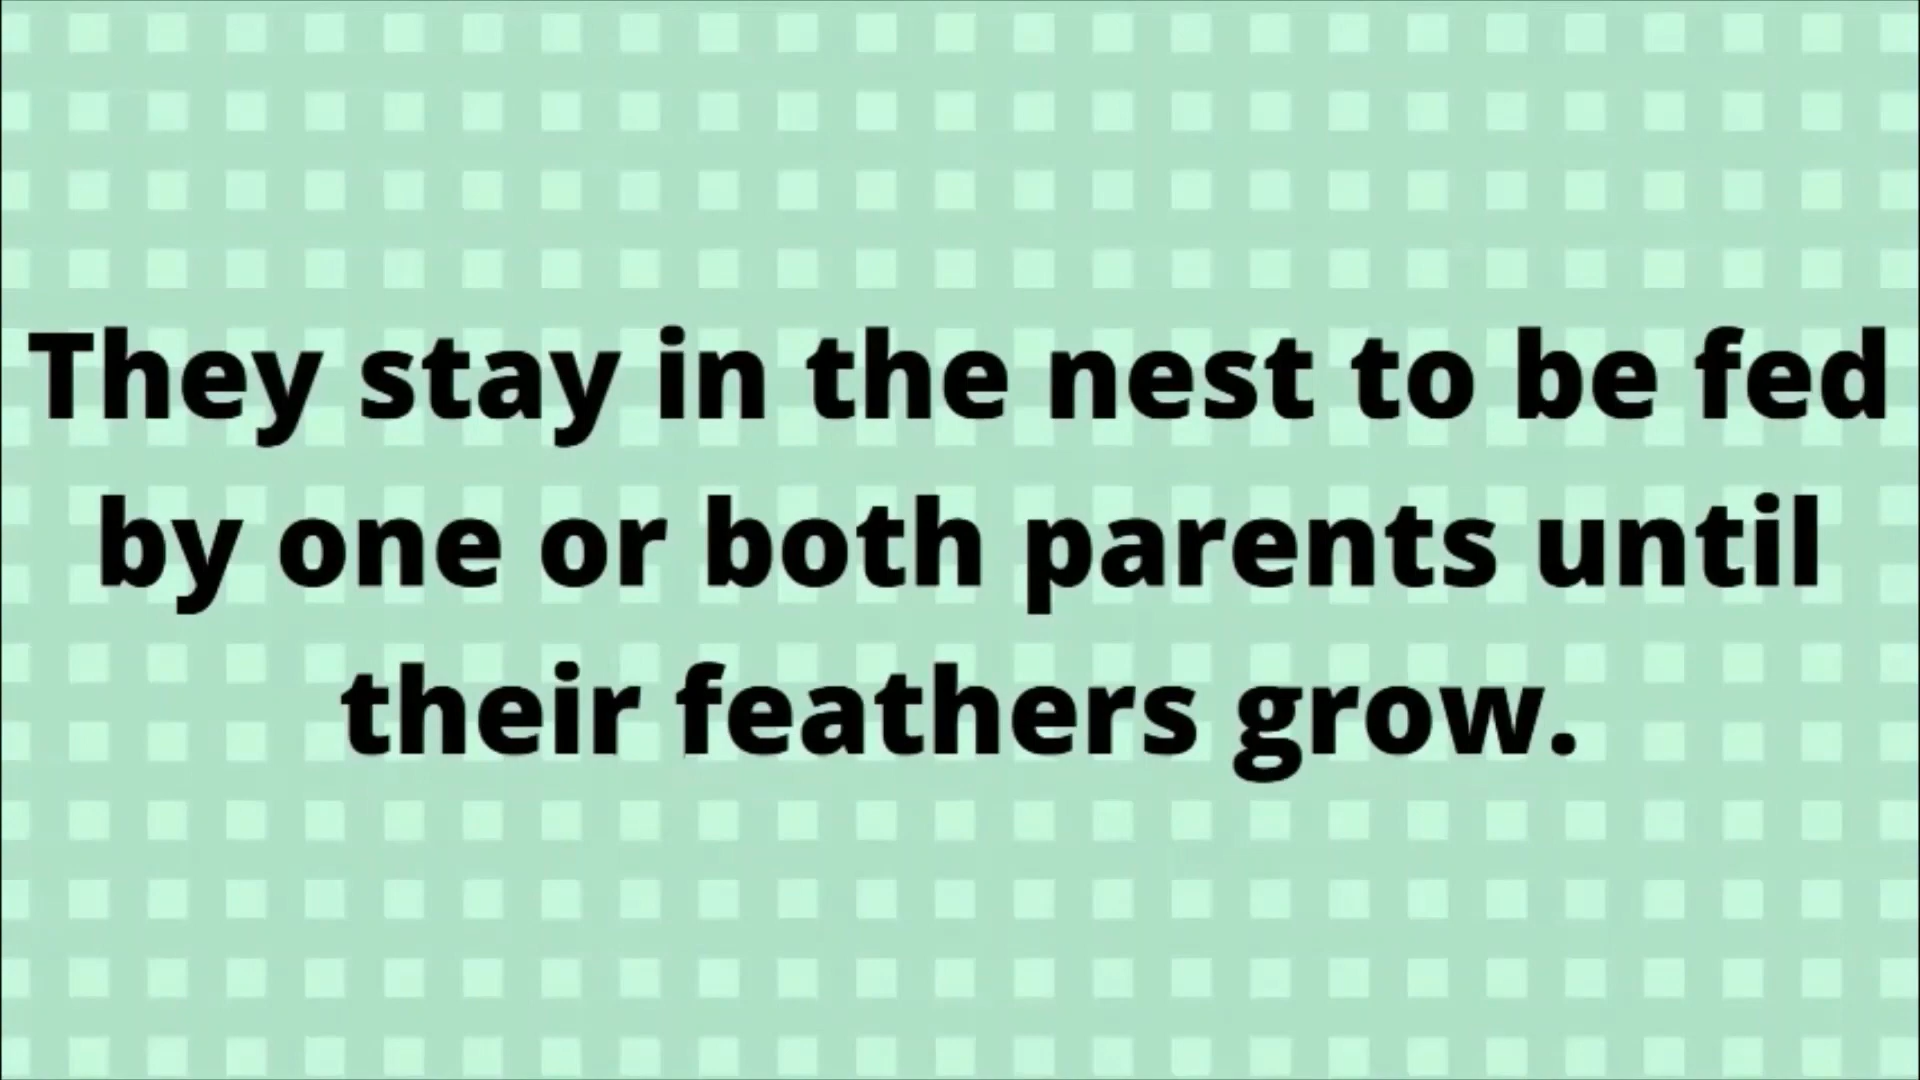 They stay in the nest to be fed
by one or both parents until
their feathers grow.